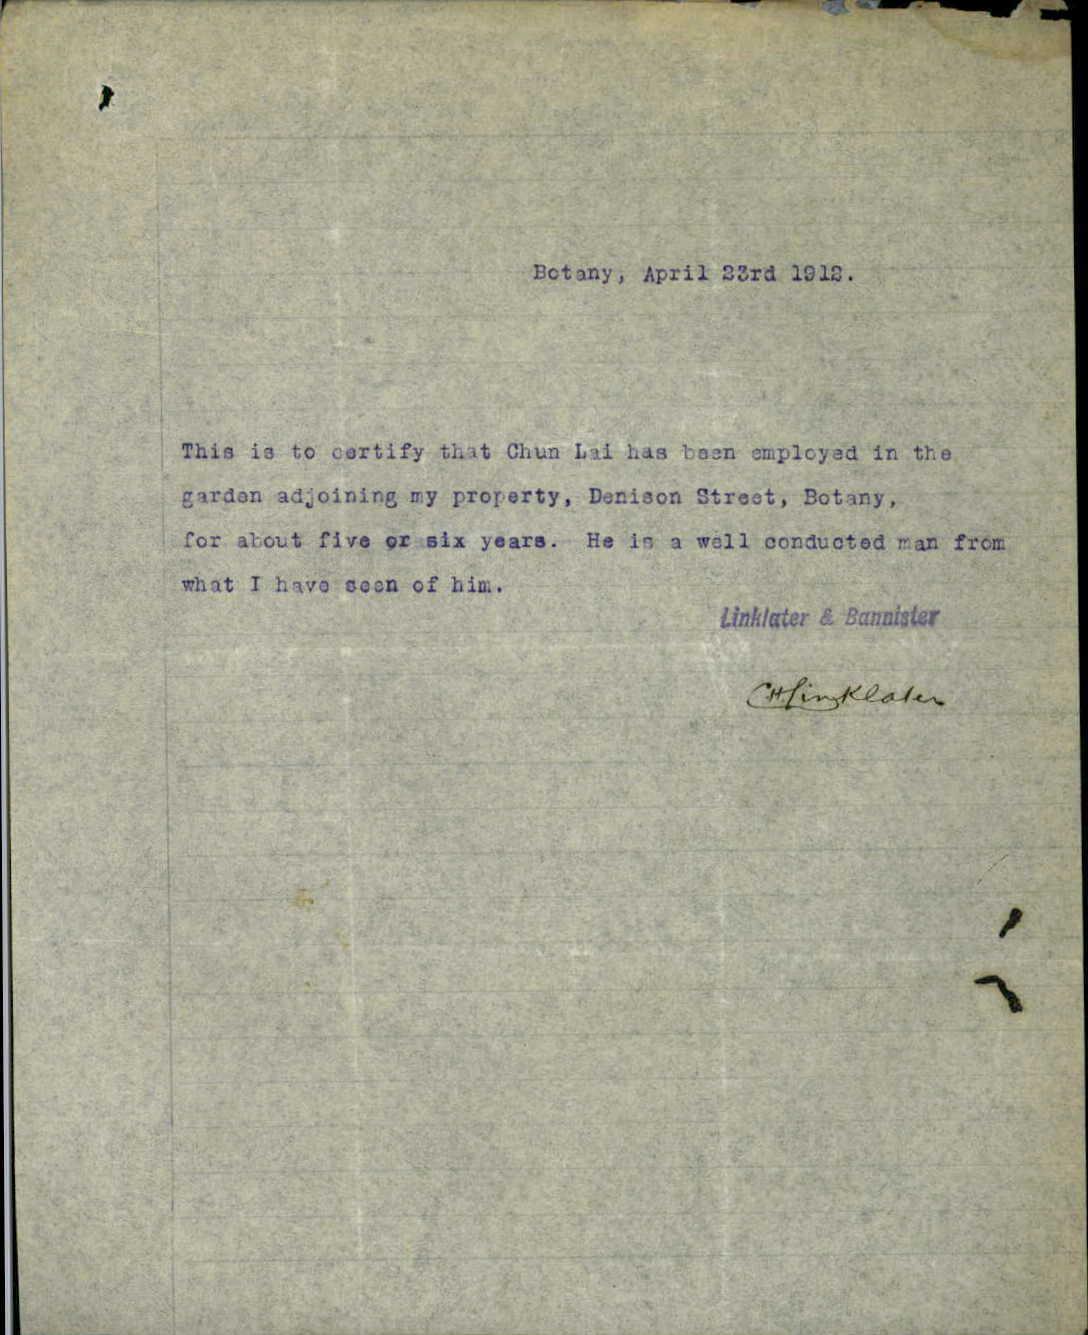 Botany, April 23rd 1912.
This is to certify that Chun Lai has been employed in the
garden adjoining my property, Denison Street, Botany,
for about five or six years. He is a well conducted man from
what I have seen of him.
Linklater & Bannister
C H Linklater